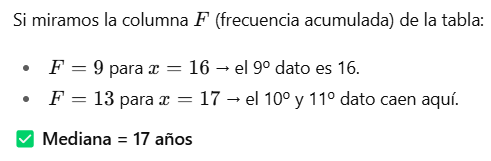 Si miramos la columna F (frecuencia acumulada) de la tabla:
• F = 9 para x = 16 → el 9º dato es 16.
• F = 13 para x = 17 → el 10º y 11º dato caen aquí.
✅ Mediana = 17 años